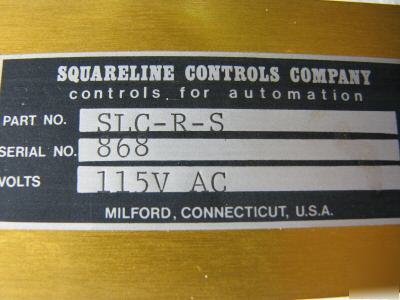 SQUARELINE CONTROLS COMPANY
controls for automation
PART NO. SLC-R-S
SERIAL NO. 868
VOLTS 115V AC
MILFORD, CONNECTICUT, U.S.A.